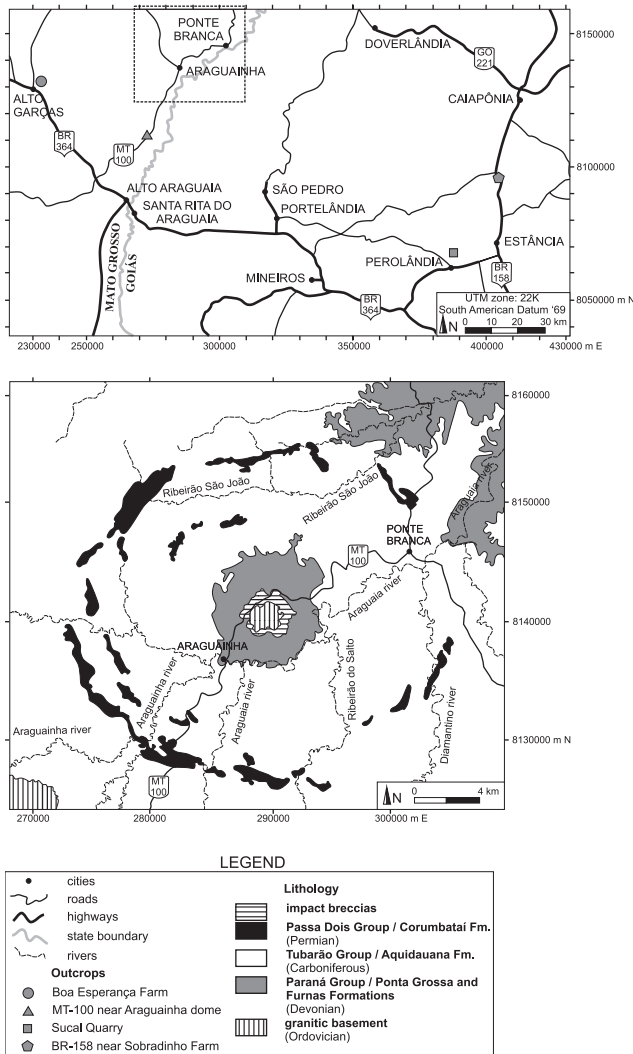 PONTE
BRANCA
ARAGUAINHA
DOVERLÂNDIA
GO
221
CAIAPÔNIA
8150000
ALTO
GARÇAS
BR
364
MT
100
8100000
ALTO ARAGUAIA
SANTA RITA DO
ARAGUAIA
SÃO PEDRO
PORTELÂNDIA
ESTÂNCIA
PEROLÂNDIA
MATO GROSSO
GOIÁS
MINEIROS
BR
364
BR
158
8050000 m N
UTM zone: 22K
South American Datum '69
N
0 10 20 30 km
230000 250000 300000 350000 400000 430000 m E
8160000
Ribeirão São João
Ribeirão São João
Araguaia river
8150000
PONTE
BRANCA
MT
100
Araguaia river
8140000
ARAGUAINHA
Araguainha river
Araguainha river
Araguaia river
Ribeirão do Salto
Diamantino river
8130000 m N
MT
100
N
0 4 km
270000 280000 290000 300000 m E
LEGEND
cities
roads
highways
state boundary
rivers
Outcrops
Boa Esperança Farm
MT-100 near Araguainha dome
Sucal Quarry
BR-158 near Sobradinho Farm
Lithology
impact breccias
Passa Dois Group / Corumbataí Fm.
(Permian)
Tubarão Group / Aquidauana Fm.
(Carboniferous)
Paraná Group / Ponta Grossa and
Furnas Formations
(Devonian)
granitic basement
(Ordovician)